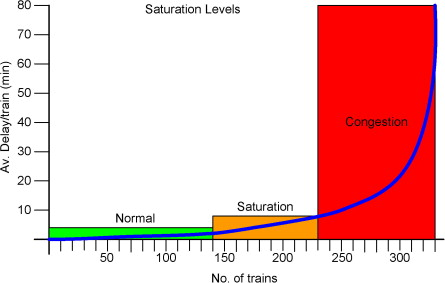 Saturation Levels
80
70
60
50
40
30
20
10
Av. Delay/train (min)
Congestion
Saturation
Normal
50
100
150
200
250
300
No. of trains